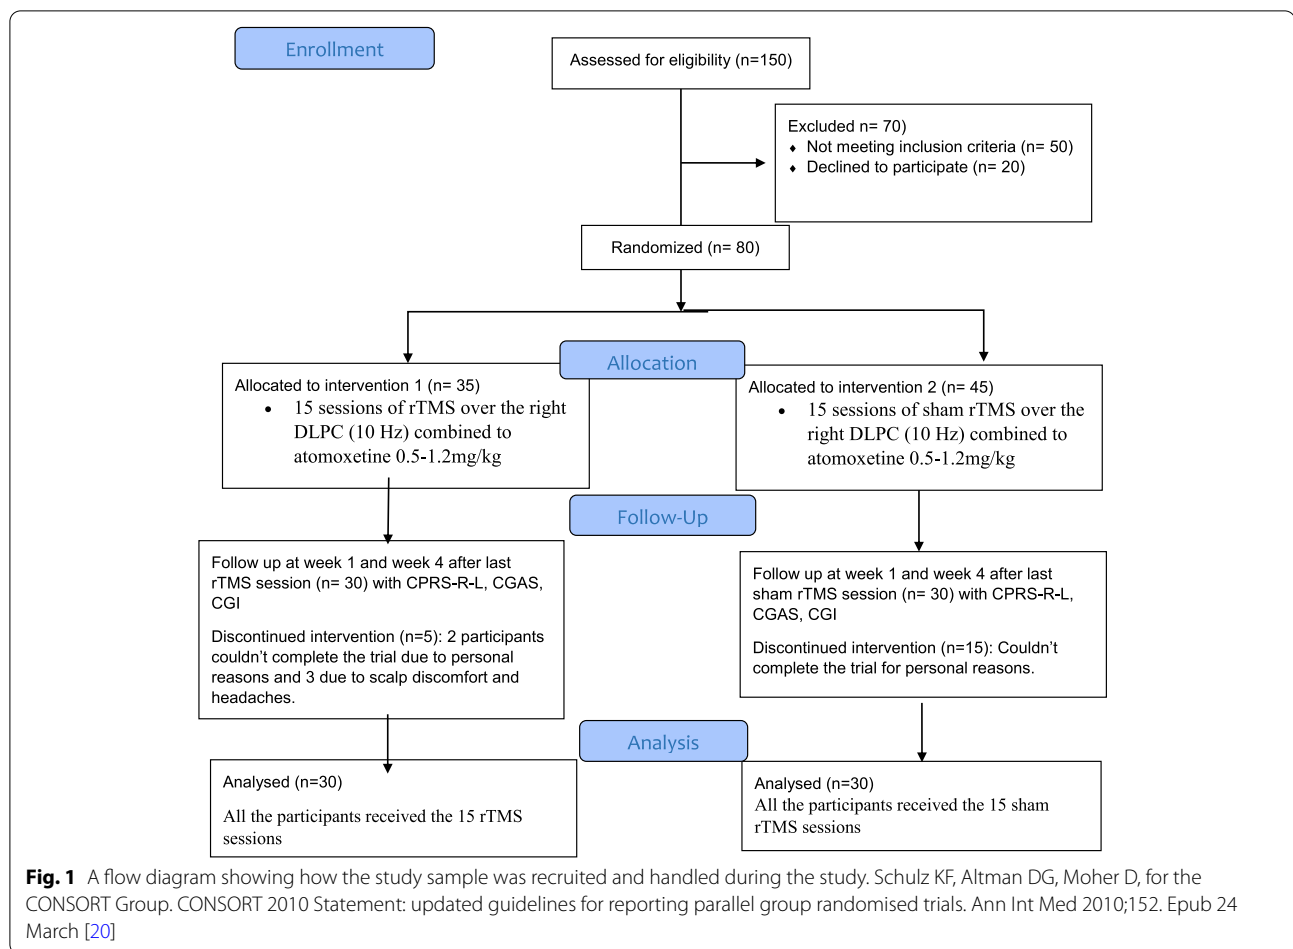 Enrollment
Assessed for eligibility (n=150)
Excluded n= 70)
♦ Not meeting inclusion criteria (n= 50)
♦ Declined to participate (n= 20)
Randomized (n= 80)
Allocation
Allocated to intervention 1 (n= 35)
• 15 sessions of rTMS over the right
DLPC (10 Hz) combined to
atomoxetine 0.5-1.2mg/kg
Allocated to intervention 2 (n= 45)
• 15 sessions of sham rTMS over the
right DLPC (10 Hz) combined to
atomoxetine 0.5-1.2mg/kg
Follow-Up
Follow up at week 1 and week 4 after last
rTMS session (n= 30) with CPRS-R-L, CGAS,
CGI
Discontinued intervention (n=5): 2 participants
couldn’t complete the trial due to personal
reasons and 3 due to scalp discomfort and
headaches.
Follow up at week 1 and week 4 after last
sham rTMS session (n= 30) with CPRS-R-L,
CGAS, CGI
Discontinued intervention (n=15): Couldn’t
complete the trial for personal reasons.
Analysis
Analysed (n=30)
All the participants received the 15 rTMS
sessions
Analysed (n=30)
All the participants received the 15 sham
rTMS sessions
Fig. 1 A flow diagram showing how the study sample was recruited and handled during the study. Schulz KF, Altman DG, Moher D, for the
CONSORT Group. CONSORT 2010 Statement: updated guidelines for reporting parallel group randomised trials. Ann Int Med 2010;152. Epub 24
March [20]